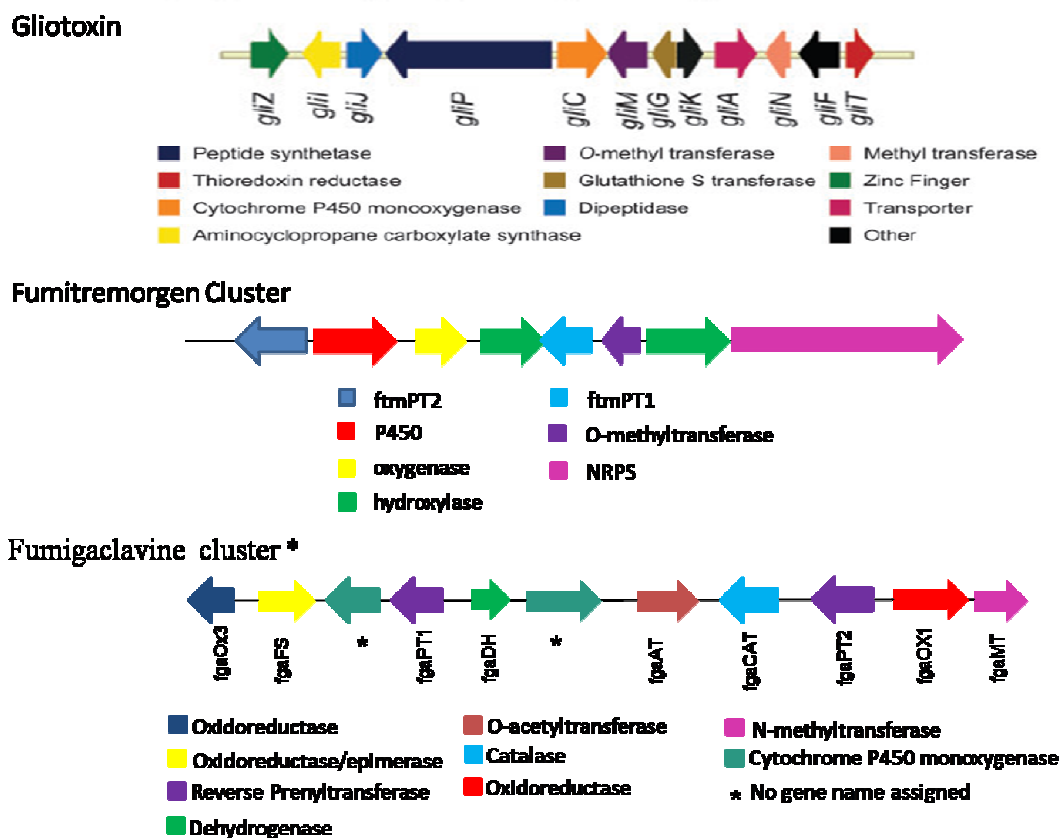 Gliotoxin
gliZ
gliI
gliJ
gliP
gliC
gliM
gliG
gliK
gliA
gliN
gliF
gliT
Peptide synthetase
Thioredoxin reductase
Cytochrome P450 monooxygenase
Aminocyclopropane carboxylate synthase
O-methyl transferase
Glutathione S transferase
Dipeptidase
Methyl transferase
Zinc Finger
Transporter
Other
Fumitremorgen Cluster
ftmPT2
P450
oxygenase
hydroxylase
ftmPT1
O-methyltransferase
NRPS
Fumigaclavine cluster *
fgaOx3
fgaFS
*
fgaPT1
fgaDH
*
fgaAT
fgaCAT
fgaPT2
fgaOX1
fgaMT
Oxidoreductase
Oxidoreductase/epimerase
Reverse Prenyltransferase
Dehydrogenase
O-acetyltransferase
Catalase
Oxidoreductase
N-methyltransferase
Cytochrome P450 monoxygenase
* No gene name assigned